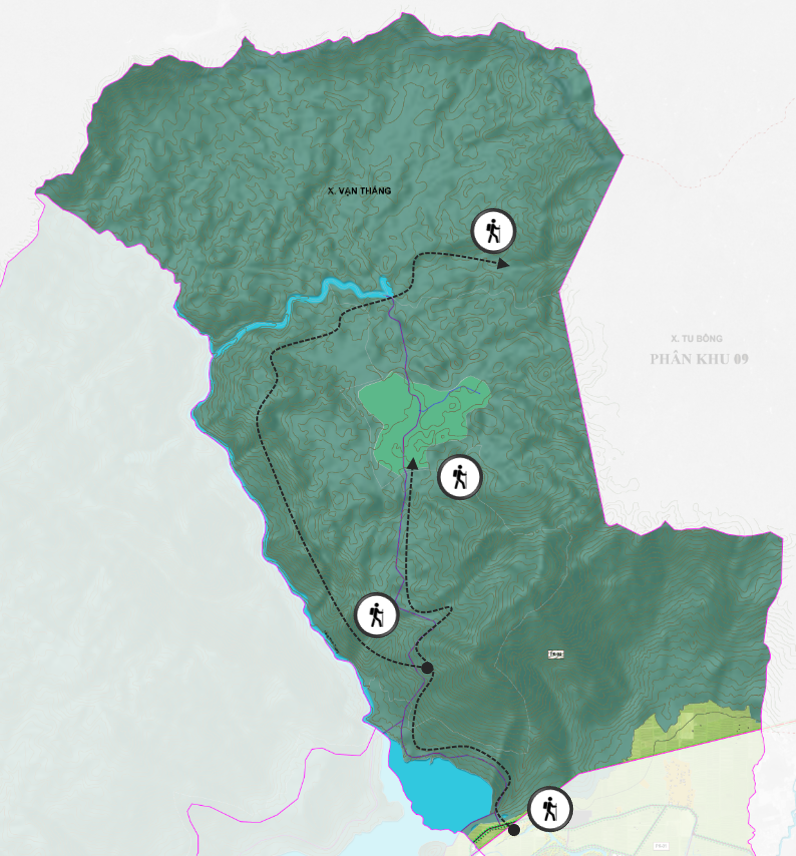 X. VẠN THẮNG
X. TU BÔNG
PHÂN KHU 09